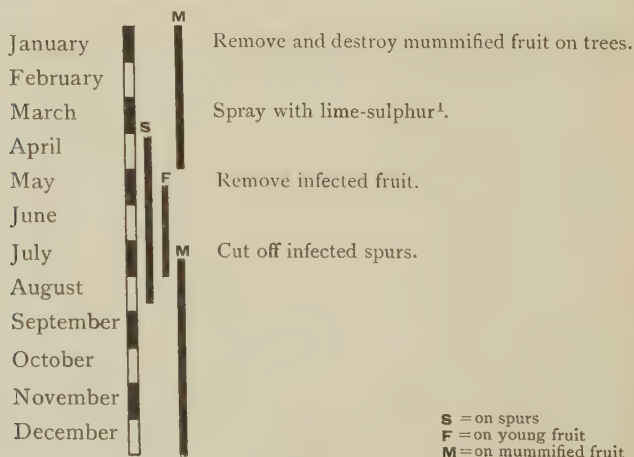 M
January Remove and destroy mummified fruit on trees.
February
March Spray with lime-sulphur¹.
S
April
May F Remove infected fruit.
June
July M Cut off infected spurs.
August
September
October
November
December
S = on spurs
F = on young fruit
M = on mummified fruit